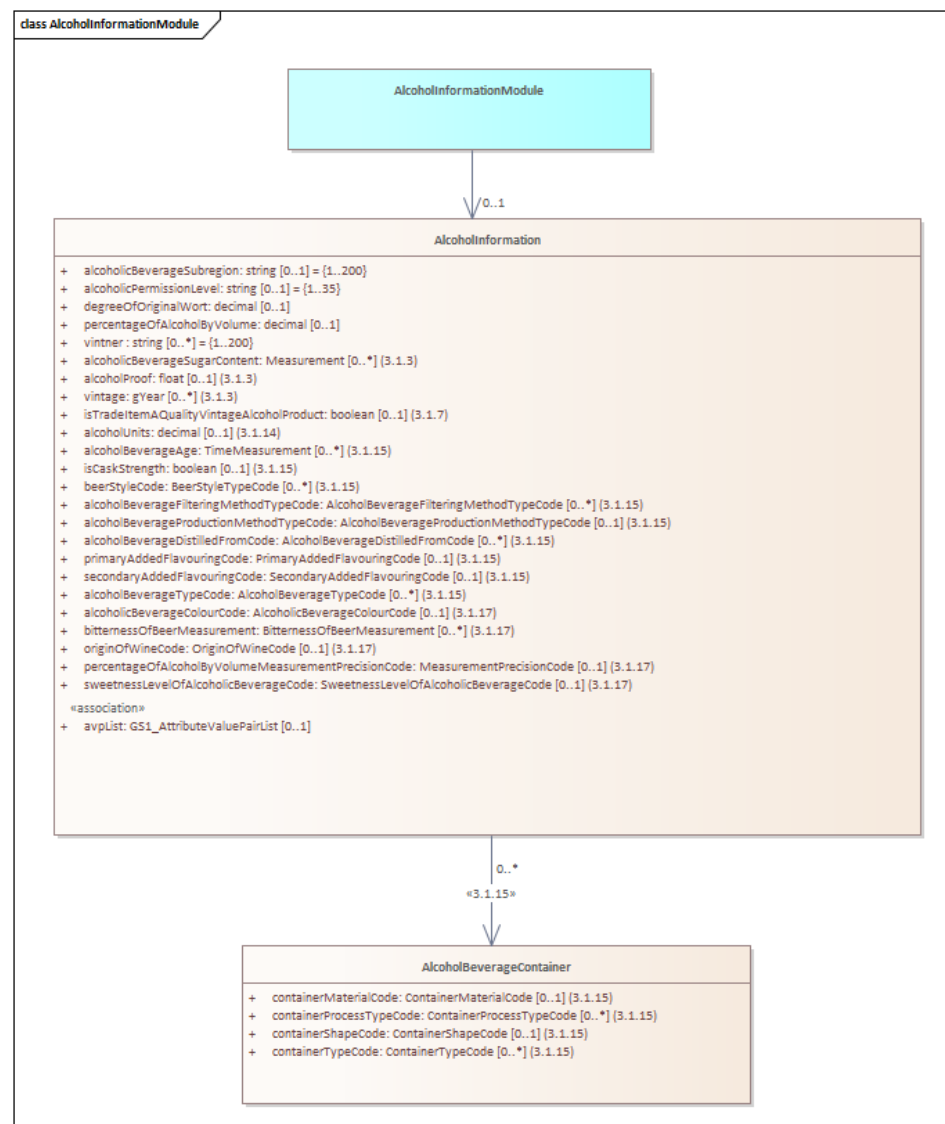 class AlcoholInformationModule
AlcoholInformationModule
0..1
AlcoholInformation
+ alcoholicBeverageSubregion: string [0..1] = {1..200}
+ alcoholicPermissionLevel: string [0..1] = {1..35}
+ degreeOfOriginalWort: decimal [0..1]
+ percentageOfAlcoholByVolume: decimal [0..1]
+ vintner : string [0..*] = {1..200}
+ alcoholicBeverageSugarContent: Measurement [0..*] (3.1.3)
+ alcoholProof: float [0..1] (3.1.3)
+ vintage: gYear [0..*] (3.1.3)
+ isTradeItemAQualityVintageAlcoholProduct: boolean [0..1] (3.1.7)
+ alcoholUnits: decimal [0..1] (3.1.14)
+ alcoholBeverageAge: TimeMeasurement [0..*] (3.1.15)
+ isCaskStrength: boolean [0..1] (3.1.15)
+ beerStyleCode: BeerStyleTypeCode [0..*] (3.1.15)
+ alcoholBeverageFilteringMethodTypeCode: AlcoholBeverageFilteringMethodTypeCode [0..*] (3.1.15)
+ alcoholBeverageProductionMethodTypeCode: AlcoholBeverageProductionMethodTypeCode [0..1] (3.1.15)
+ alcoholBeverageDistilledFromCode: AlcoholBeverageDistilledFromCode [0..*] (3.1.15)
+ primaryAddedFlavouringCode: PrimaryAddedFlavouringCode [0..1] (3.1.15)
+ secondaryAddedFlavouringCode: SecondaryAddedFlavouringCode [0..1] (3.1.15)
+ alcoholBeverageTypeCode: AlcoholBeverageTypeCode [0..*] (3.1.15)
+ alcoholicBeverageColourCode: AlcoholicBeverageColourCode [0..1] (3.1.17)
+ bitternessOfBeerMeasurement: BitternessOfBeerMeasurement [0..*] (3.1.17)
+ originOfWineCode: OriginOfWineCode [0..1] (3.1.17)
+ percentageOfAlcoholByVolumeMeasurementPrecisionCode: MeasurementPrecisionCode [0..1] (3.1.17)
+ sweetnessLevelOfAlcoholicBeverageCode: SweetnessLevelOfAlcoholicBeverageCode [0..1] (3.1.17)
«association»
+ avpList: GS1_AttributeValuePairList [0..1]
0..*
«3.1.15»
AlcoholBeverageContainer
+ containerMaterialCode: ContainerMaterialCode [0..1] (3.1.15)
+ containerProcessTypeCode: ContainerProcessTypeCode [0..*] (3.1.15)
+ containerShapeCode: ContainerShapeCode [0..1] (3.1.15)
+ containerTypeCode: ContainerTypeCode [0..*] (3.1.15)